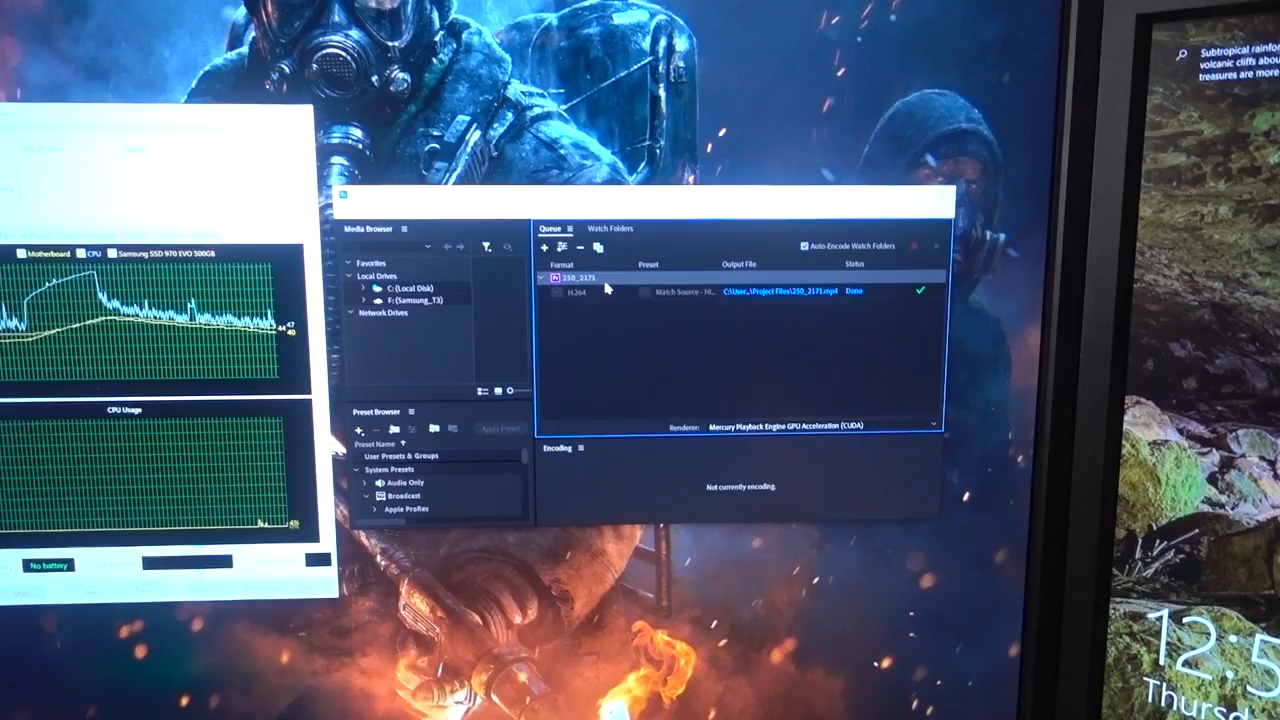 Subtropical rainfor
volcanic cliffs abou
treasures are more
Motherboard CPU Samsung SSD 970 EVO 500GB
47
44 40
CPU Usage
No battery
Media Browser
Favorites
Local Drives
C: (Local Disk)
F: (Samsung_T3)
Network Drives
Preset Browser
Apply Preset
Preset Name
User Presets & Groups
System Presets
Audio Only
Broadcast
Apple ProRes
Queue Watch Folders
Auto-Encode Watch Folders
Format Preset Output File Status
Pr 250_2171
H.264 Match Source - Hi... C:\User...\Project Files\250_2171.mp4 Done
Renderer: Mercury Playback Engine GPU Acceleration (CUDA)
Encoding
Not currently encoding.
12:5
Thursd